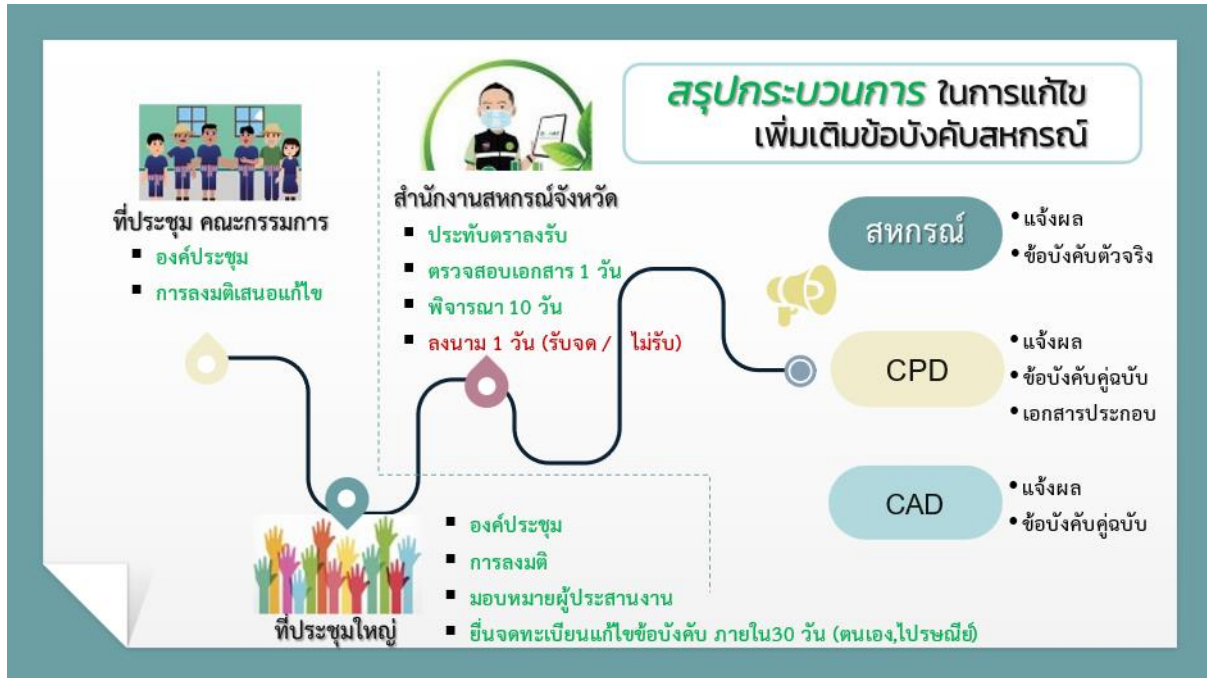 สรุปกระบวนการ ในการแก้ไข
เพิ่มเติมข้อบังคับสหกรณ์
ที่ประชุม คณะกรรมการ
▪ องค์ประชุม
▪ การลงมติเสนอแก้ไข
สำนักงานสหกรณ์จังหวัด
▪ ประทับตราลงรับ
▪ ตรวจสอบเอกสาร 1 วัน
▪ พิจารณา 10 วัน
▪ ลงนาม 1 วัน (รับจด / ไม่รับ)
ที่ประชุมใหญ่
▪ องค์ประชุม
▪ การลงมติ
▪ มอบหมายผู้ประสานงาน
▪ ยื่นจดทะเบียนแก้ไขข้อบังคับ ภายใน30 วัน (ตนเอง,ไปรษณีย์)
สหกรณ์
•แจ้งผล
•ข้อบังคับตัวจริง
CPD
•แจ้งผล
•ข้อบังคับคู่ฉบับ
•เอกสารประกอบ
CAD
•แจ้งผล
•ข้อบังคับคู่ฉบับ